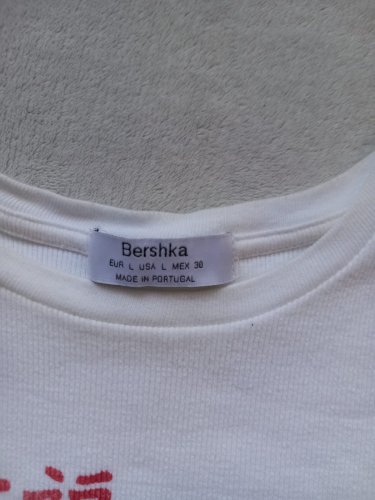 Bershka
EUR L USA L MEX 30
MADE IN PORTUGAL